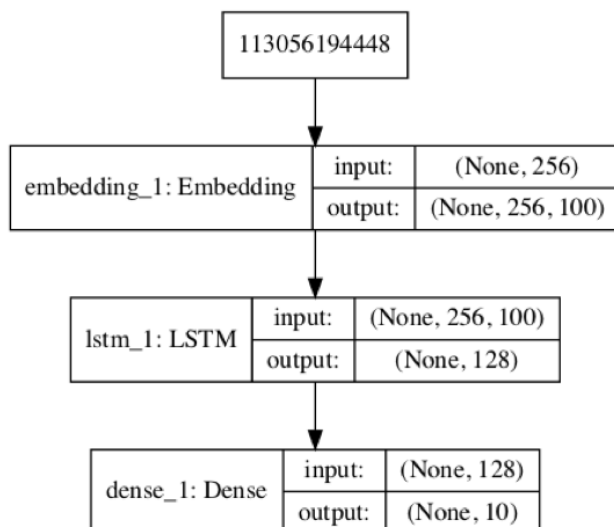 113056194448
embedding_1: Embedding
input:
(None, 256)
output:
(None, 256, 100)
lstm_1: LSTM
input:
(None, 256, 100)
output:
(None, 128)
dense_1: Dense
input:
(None, 128)
output:
(None, 10)